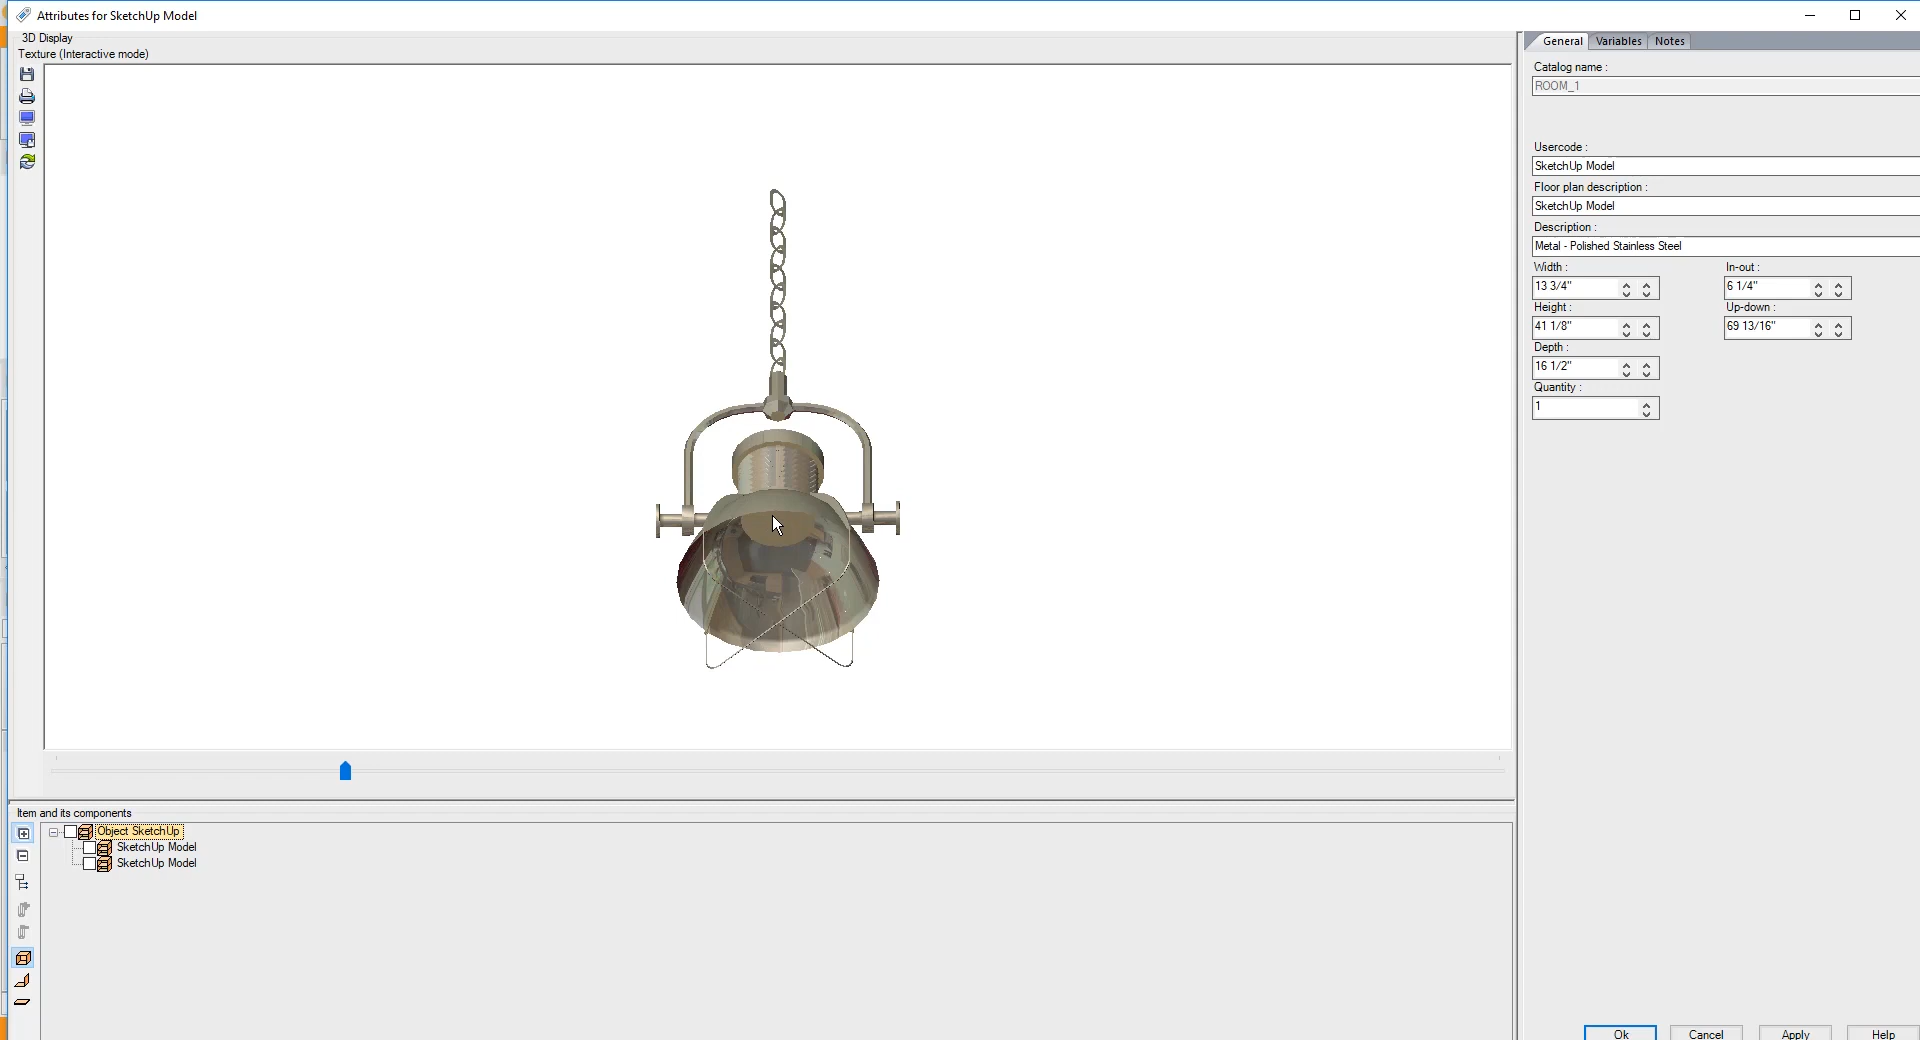 Attributes for SketchUp Model
3D Display
Texture (Interactive mode)
General Variables Notes
Catalog name :
ROOM_1
Usercode :
SketchUp Model
Floor plan description :
SketchUp Model
Description :
Metal - Polished Stainless Steel
Width : In-out :
13 3/4" 6 1/4"
Height : Up-down :
41 1/8" 69 13/16"
Depth :
16 1/2"
Quantity :
1
Item and its components
Object SketchUp
SketchUp Model
SketchUp Model
Ok Cancel Apply Help